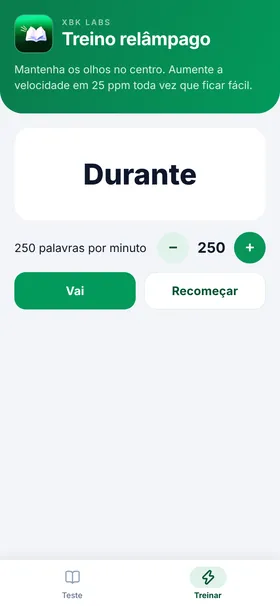 XBK LABS
Treino relâmpago
Mantenha os olhos no centro. Aumente a
velocidade em 25 ppm toda vez que ficar fácil.
Durante
250 palavras por minuto
−
250
+
Vai
Recomeçar
Teste
Treinar